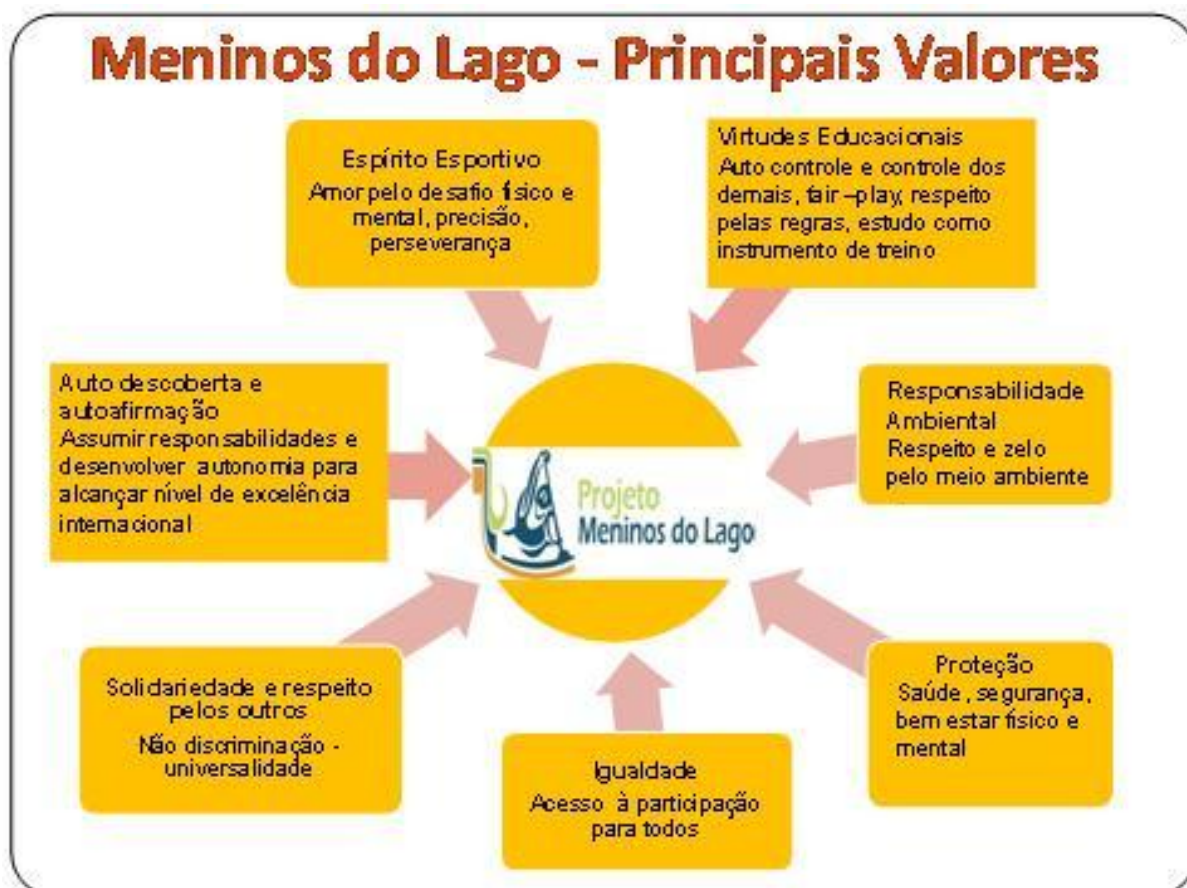 Meninos do Lago - Principais Valores
Espírito Esportivo
Amor pelo desafio físico e
mental, precisão,
perseverança
Virtudes Educacionais
Auto controle e controle dos
demais, fair –play, respeito
pelas regras, estudo como
instrumento de treino
Auto descoberta e
autoafirmação
Assumir responsabilidades e
desenvolver autonomia para
alcançar nível de excelência
internacional
Responsabilidade
Ambiental
Respeito e zelo
pelo meio ambiente
Projeto
Meninos do Lago
Solidariedade e respeito
pelos outros
Não discriminação -
universalidade
Igualdade
Acesso à participação
para todos
Proteção
Saúde, segurança,
bem estar físico e
mental